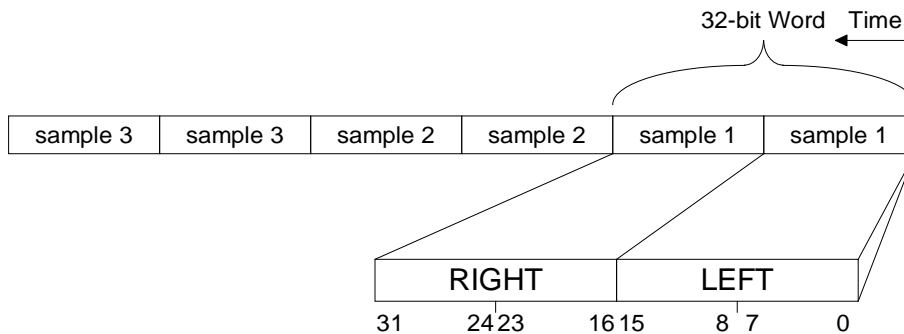 32-bit Word Time
sample 3 sample 3 sample 2 sample 2 sample 1 sample 1
RIGHT LEFT
31 24 23 16 15 8 7 0